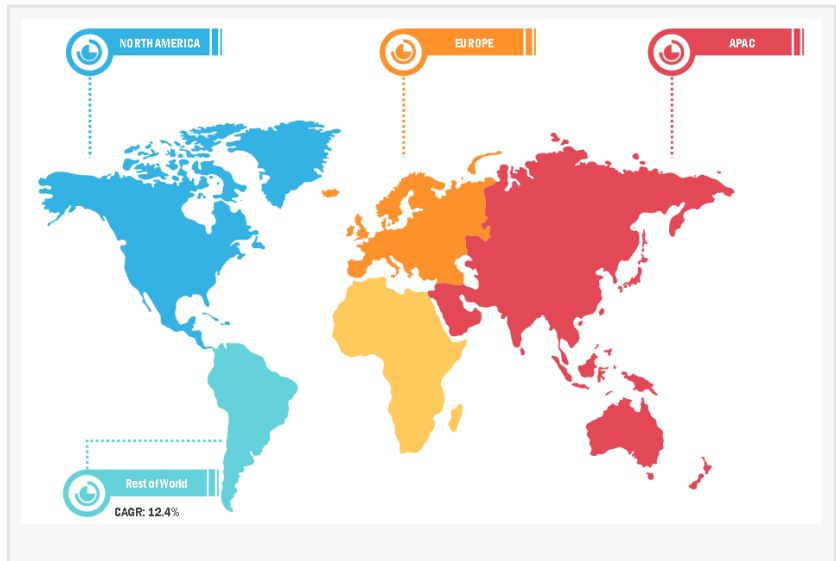 NORTH AMERICA
EUROPE
APAC
Rest of World
CAGR: 12.4%